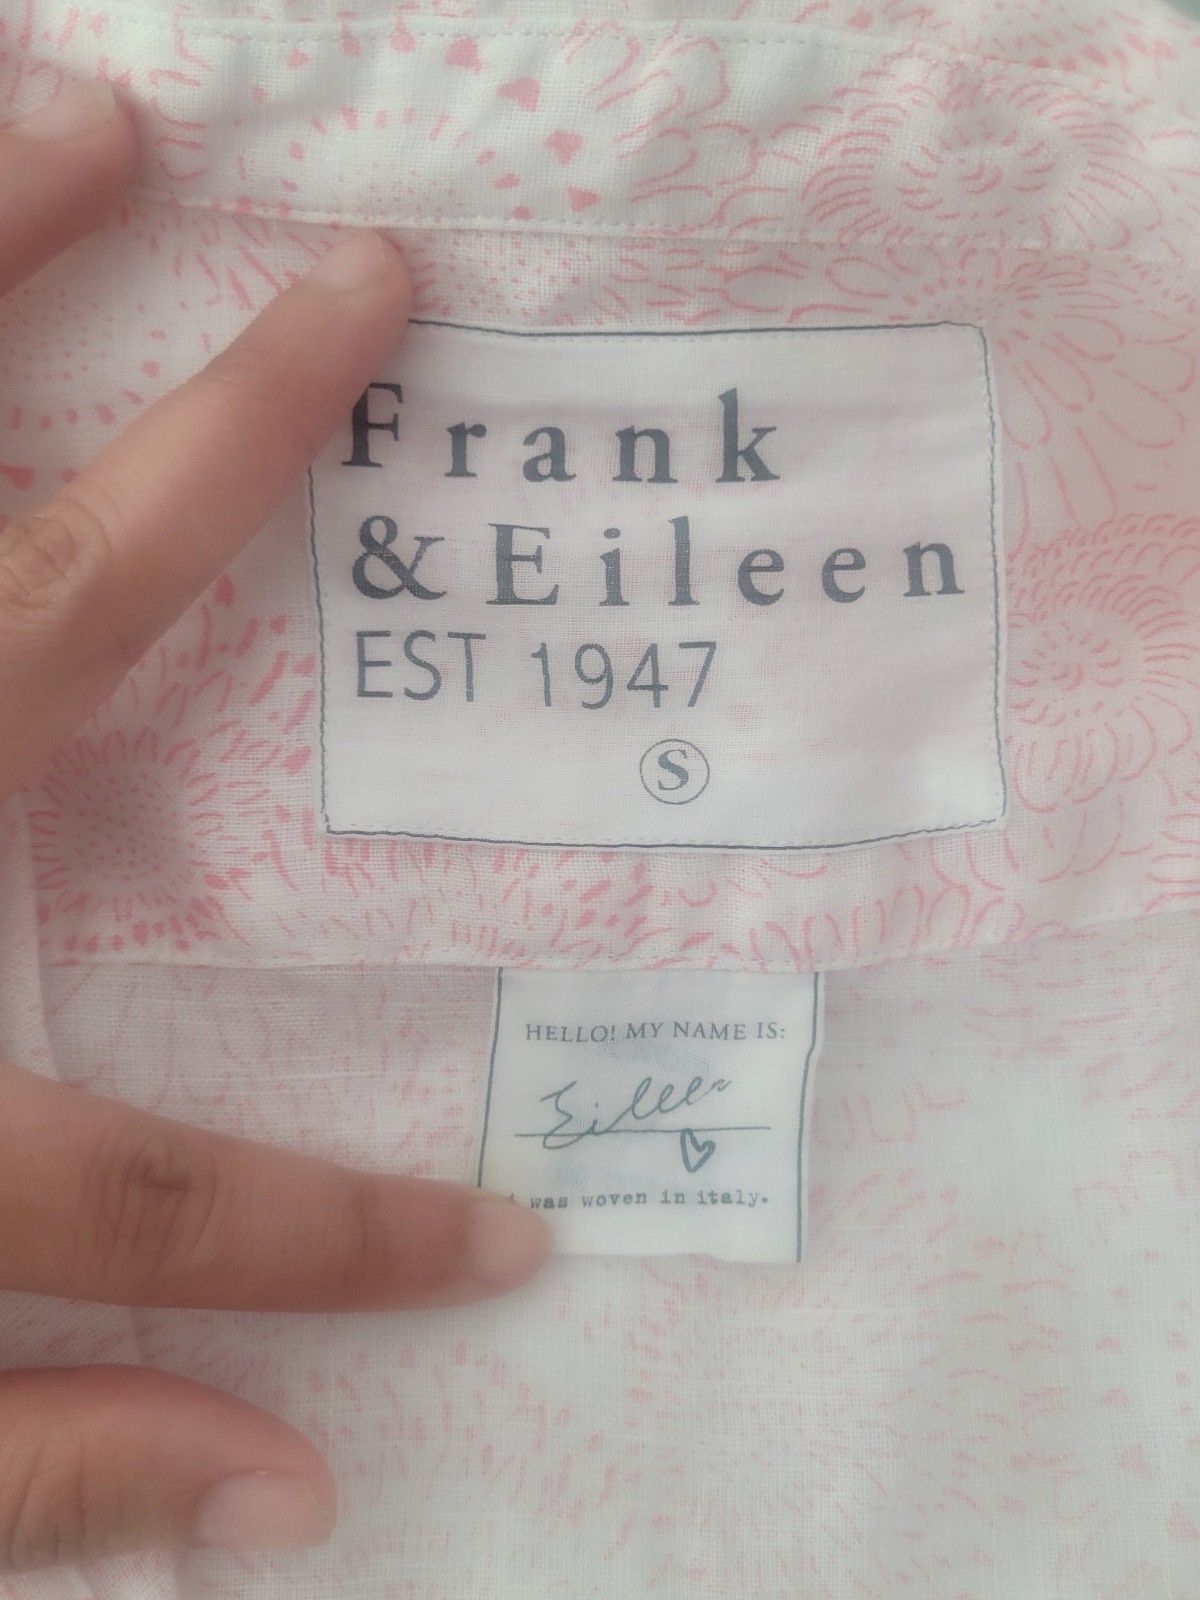 Frank
& Eileen
EST 1947
S
HELLO! MY NAME IS:
Eileen
i was woven in italy.